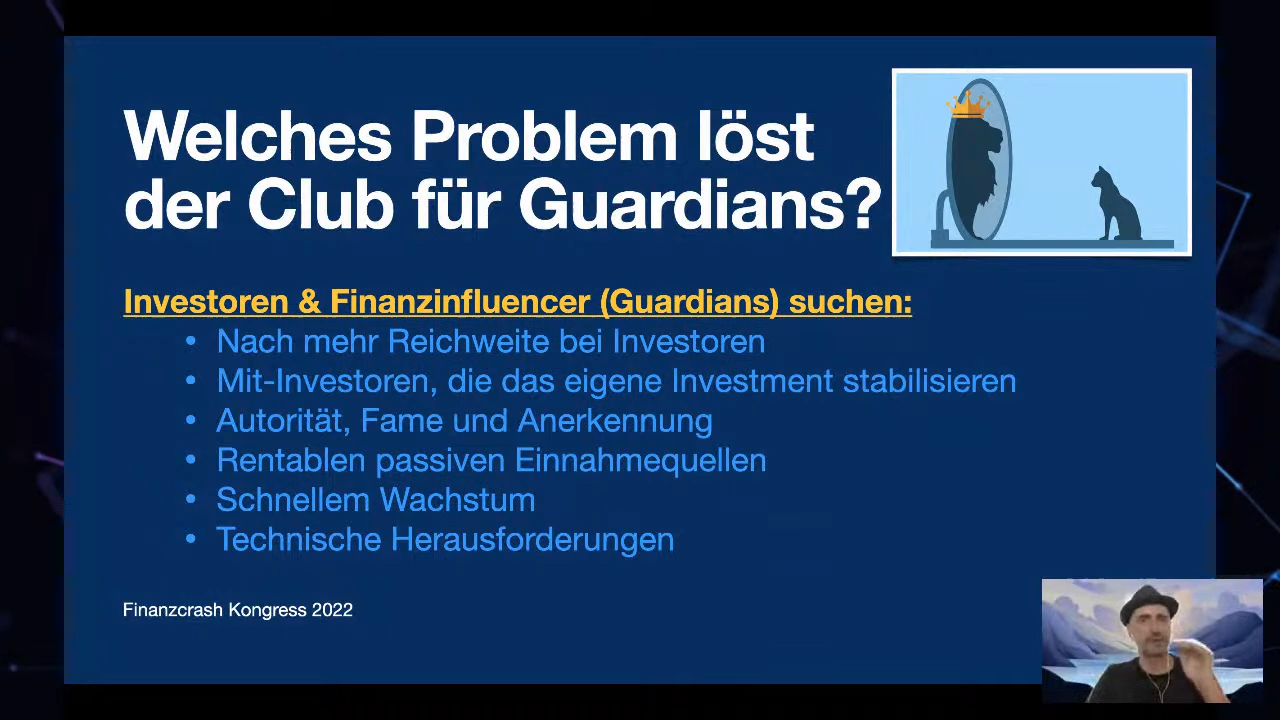 Welches Problem löst
der Club für Guardians?
Investoren & Finanzinfluencer (Guardians) suchen:
• Nach mehr Reichweite bei Investoren
• Mit-Investoren, die das eigene Investment stabilisieren
• Autorität, Fame und Anerkennung
• Rentablen passiven Einnahmequellen
• Schnellem Wachstum
• Technische Herausforderungen
Finanzcrash Kongress 2022